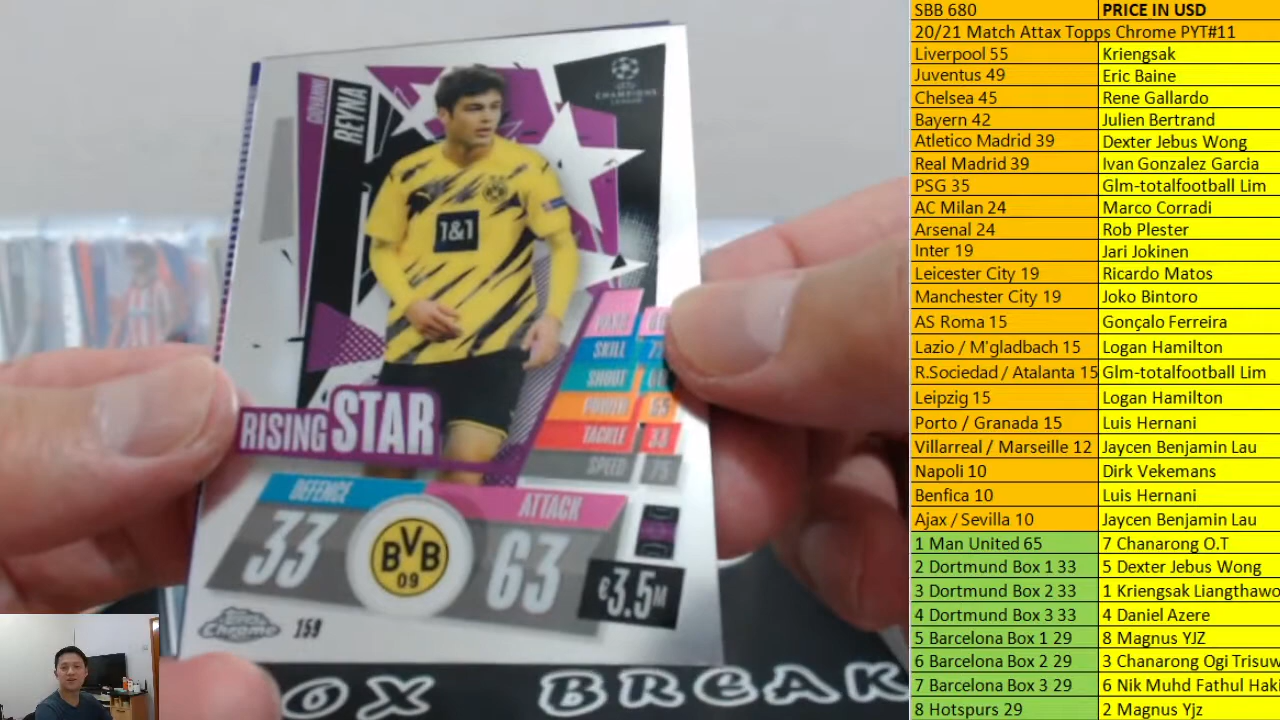 GIOVANNI
REYNA
UEFA
CHAMPIONS
LEAGUE
1&1
SKILL
SHOOT
POWER 65
TACKLE 33
SPEED 75
RISING STAR
DEFENCE
33
BVB
09
ATTACK
63
€3.5M
Topps
Chrome
159
BOX BREAK
SBB 680 PRICE IN USD
20/21 Match Attax Topps Chrome PYT#11
Liverpool 55 Kriengsak
Juventus 49 Eric Baine
Chelsea 45 Rene Gallardo
Bayern 42 Julien Bertrand
Atletico Madrid 39 Dexter Jebus Wong
Real Madrid 39 Ivan Gonzalez Garcia
PSG 35 Glm-totalfootball Lim
AC Milan 24 Marco Corradi
Arsenal 24 Rob Plester
Inter 19 Jari Jokinen
Leicester City 19 Ricardo Matos
Manchester City 19 Joko Bintoro
AS Roma 15 Gonçalo Ferreira
Lazio / M'gladbach 15 Logan Hamilton
R.Sociedad / Atalanta 15 Glm-totalfootball Lim
Leipzig 15 Logan Hamilton
Porto / Granada 15 Luis Hernani
Villarreal / Marseille 12 Jaycen Benjamin Lau
Napoli 10 Dirk Vekemans
Benfica 10 Luis Hernani
Ajax / Sevilla 10 Jaycen Benjamin Lau
1 Man United 65 7 Chanarong O.T
2 Dortmund Box 1 33 5 Dexter Jebus Wong
3 Dortmund Box 2 33 1 Kriengsak Liangthawo
4 Dortmund Box 3 33 4 Daniel Azere
5 Barcelona Box 1 29 8 Magnus YJZ
6 Barcelona Box 2 29 3 Chanarong Ogi Trisuw
7 Barcelona Box 3 29 6 Nik Muhd Fathul Haki
8 Hotspurs 29 2 Magnus Yjz